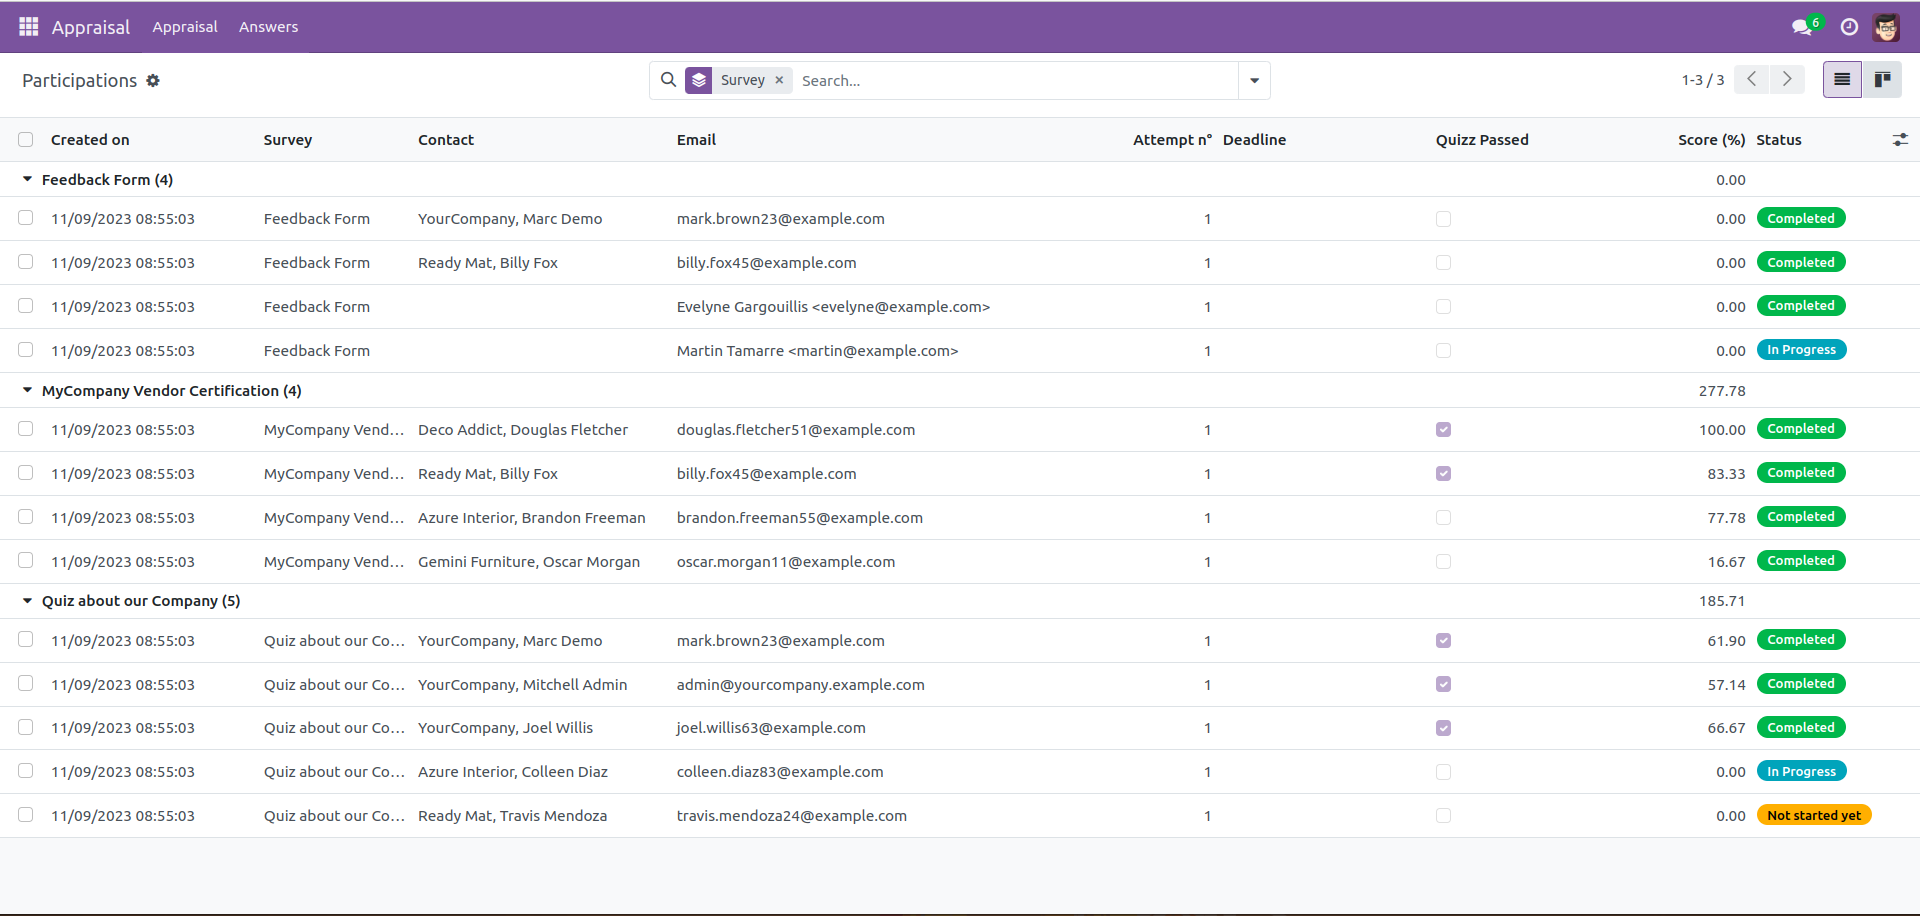 Appraisal Appraisal Answers 6
Participations Survey × Search... 1-3 / 3
Created on Survey Contact Email Attempt n° Deadline Quizz Passed Score (%) Status
Feedback Form (4) 0.00
11/09/2023 08:55:03 Feedback Form YourCompany, Marc Demo mark.brown23@example.com 1 0.00 Completed
11/09/2023 08:55:03 Feedback Form Ready Mat, Billy Fox billy.fox45@example.com 1 0.00 Completed
11/09/2023 08:55:03 Feedback Form Evelyne Gargouillis <evelyne@example.com> 1 0.00 Completed
11/09/2023 08:55:03 Feedback Form Martin Tamarre <martin@example.com> 1 0.00 In Progress
MyCompany Vendor Certification (4) 277.78
11/09/2023 08:55:03 MyCompany Vend... Deco Addict, Douglas Fletcher douglas.fletcher51@example.com 1 100.00 Completed
11/09/2023 08:55:03 MyCompany Vend... Ready Mat, Billy Fox billy.fox45@example.com 1 83.33 Completed
11/09/2023 08:55:03 MyCompany Vend... Azure Interior, Brandon Freeman brandon.freeman55@example.com 1 77.78 Completed
11/09/2023 08:55:03 MyCompany Vend... Gemini Furniture, Oscar Morgan oscar.morgan11@example.com 1 16.67 Completed
Quiz about our Company (5) 185.71
11/09/2023 08:55:03 Quiz about our Co... YourCompany, Marc Demo mark.brown23@example.com 1 61.90 Completed
11/09/2023 08:55:03 Quiz about our Co... YourCompany, Mitchell Admin admin@yourcompany.example.com 1 57.14 Completed
11/09/2023 08:55:03 Quiz about our Co... YourCompany, Joel Willis joel.willis63@example.com 1 66.67 Completed
11/09/2023 08:55:03 Quiz about our Co... Azure Interior, Colleen Diaz colleen.diaz83@example.com 1 0.00 In Progress
11/09/2023 08:55:03 Quiz about our Co... Ready Mat, Travis Mendoza travis.mendoza24@example.com 1 0.00 Not started yet